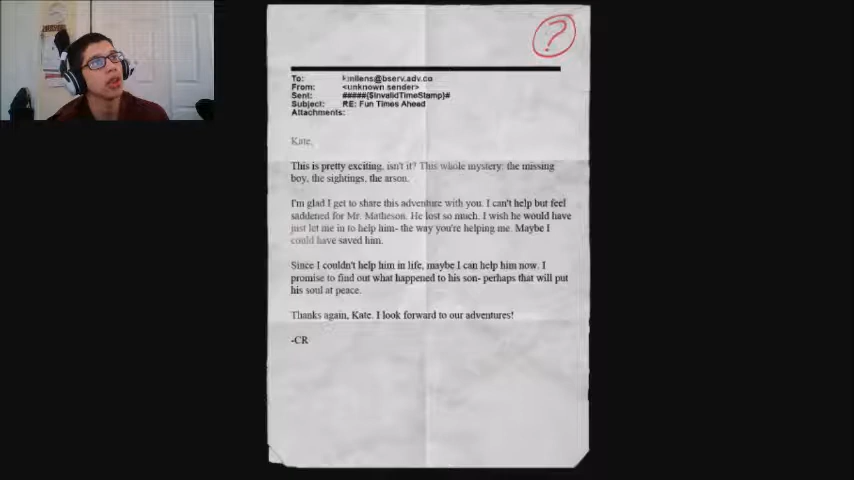 ?
To: kmilens@bserv.adv.co
From: <unknown sender>
Sent: #####{$InvalidTimeStamp}#
Subject: RE: Fun Times Ahead
Attachments:
Kate,
This is pretty exciting, isn't it? This whole mystery: the missing
boy, the sightings, the arson.
I'm glad I get to share this adventure with you. I can't help but feel
saddened for Mr. Matheson. He lost so much. I wish he would have
just let me in to help him- the way you're helping me. Maybe I
could have saved him.
Since I couldn't help him in life, maybe I can help him now. I
promise to find out what happened to his son- perhaps that will put
his soul at peace.
Thanks again, Kate. I look forward to our adventures!
-CR